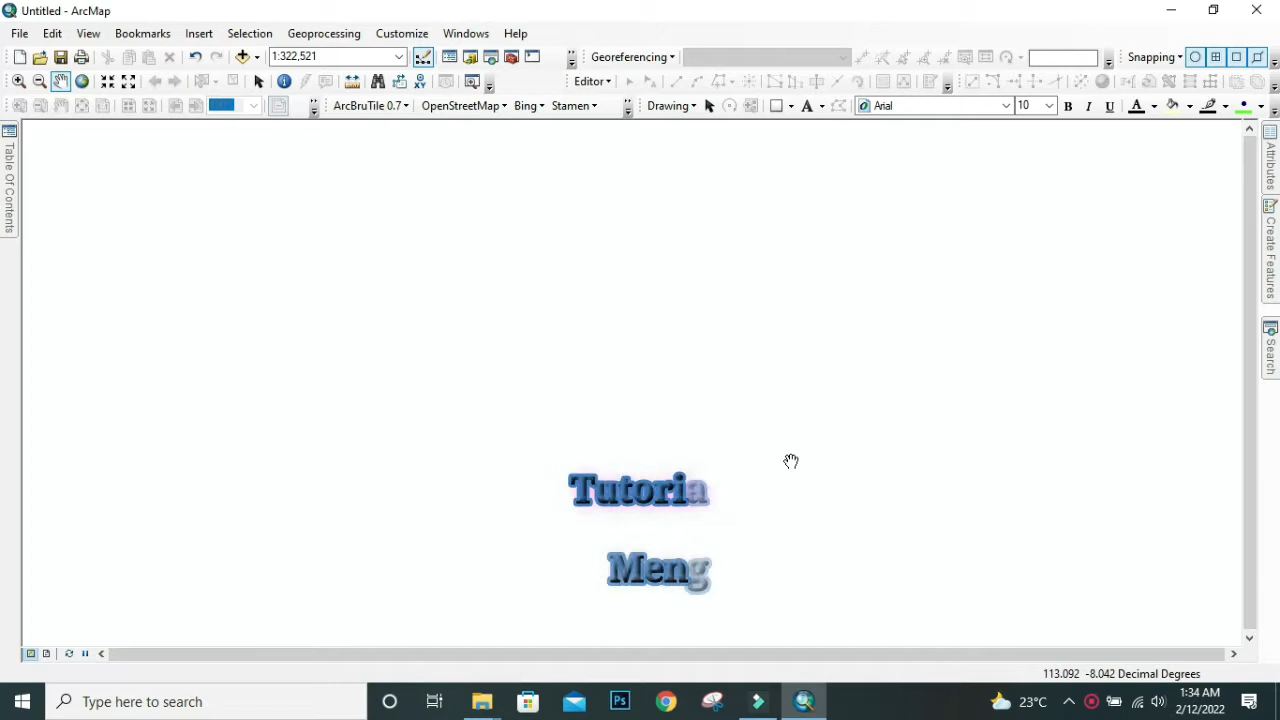 Untitled - ArcMap
File Edit View Bookmarks Insert Selection Geoprocessing Customize Windows Help
1:322,521 Georeferencing Snapping
Editor
ArcBruTile 0.7 OpenStreetMap Bing Stamen Drawing A Arial 10 B I U A
Table Of Contents
Attributes
Create Features
Search
Tutoria
Meng
113.092 -8.042 Decimal Degrees
Type here to search Ps 23°C 1:34 AM
2/12/2022